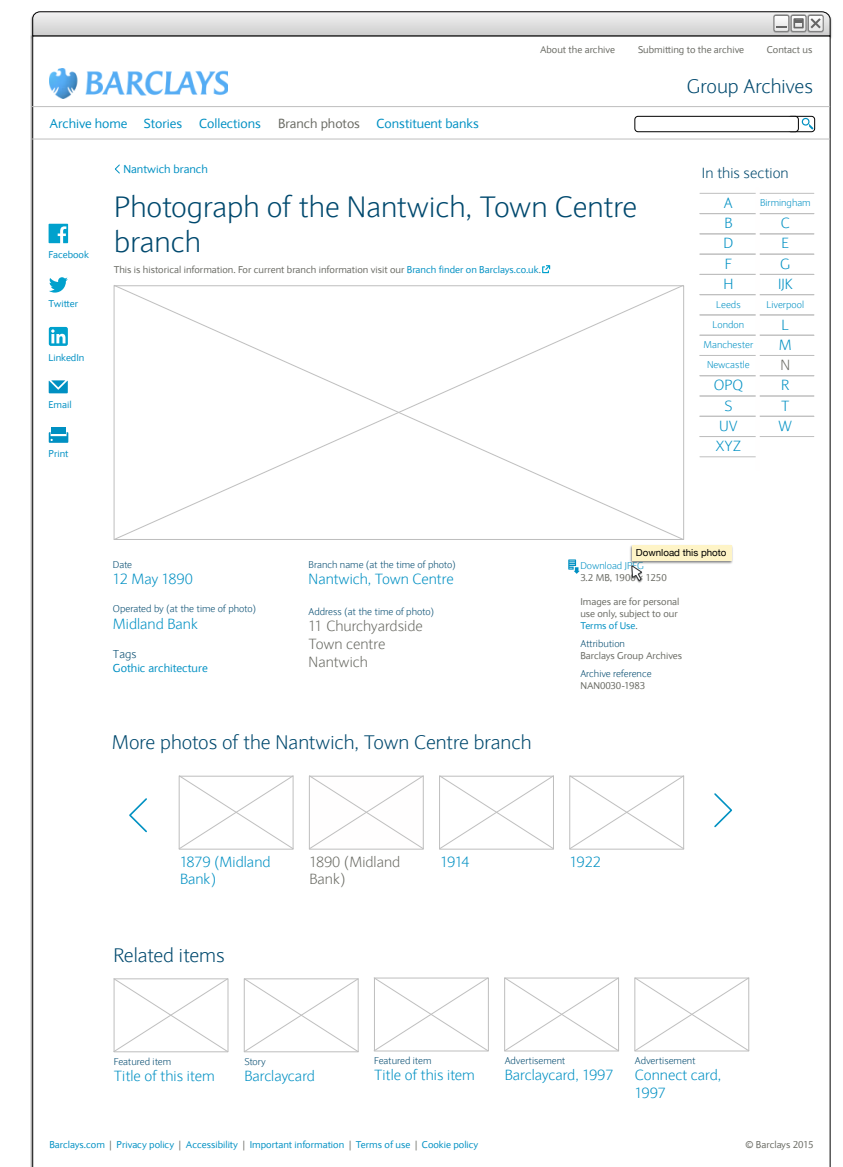 About the archive Submitting to the archive Contact us
BARCLAYS
Group Archives
Archive home Stories Collections Branch photos Constituent banks
Nantwich branch
Photograph of the Nantwich, Town Centre
branch
This is historical information. For current branch information visit our Branch finder on Barclays.co.uk.
Facebook
Twitter
LinkedIn
Email
Print
In this section
A Birmingham
B C
D E
F G
H IJK
Leeds Liverpool
London L
Manchester M
Newcastle N
OPQ R
S T
UV W
XYZ
Date
12 May 1890
Operated by (at the time of photo)
Midland Bank
Tags
Gothic architecture
Branch name (at the time of photo)
Nantwich, Town Centre
Address (at the time of photo)
11 Churchyardside
Town centre
Nantwich
Download this photo
Download JPEG
3.2 MB, 1900 x 1250
Images are for personal
use only, subject to our
Terms of Use.
Attribution
Barclays Group Archives
Archive reference
NAN0030-1983
More photos of the Nantwich, Town Centre branch
1879 (Midland
Bank)
1890 (Midland
Bank)
1914
1922
Related items
Featured item
Title of this item
Story
Barclaycard
Featured item
Title of this item
Advertisement
Barclaycard, 1997
Advertisement
Connect card,
1997
Barclays.com | Privacy policy | Accessibility | Important information | Terms of use | Cookie policy
© Barclays 2015